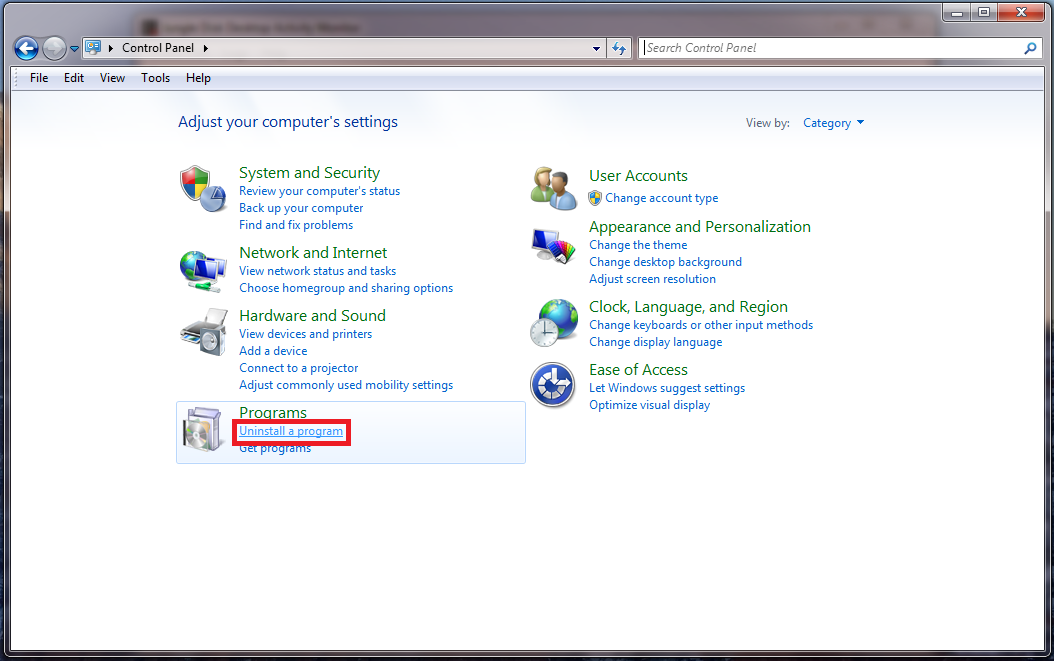 Jungle Disk Desktop Activity Monitor
Control Panel
Search Control Panel
File Edit View Tools Help
Adjust your computer's settings
View by: Category
System and Security
Review your computer's status
Back up your computer
Find and fix problems
Network and Internet
View network status and tasks
Choose homegroup and sharing options
Hardware and Sound
View devices and printers
Add a device
Connect to a projector
Adjust commonly used mobility settings
Programs
Uninstall a program
Get programs
User Accounts
Change account type
Appearance and Personalization
Change the theme
Change desktop background
Adjust screen resolution
Clock, Language, and Region
Change keyboards or other input methods
Change display language
Ease of Access
Let Windows suggest settings
Optimize visual display